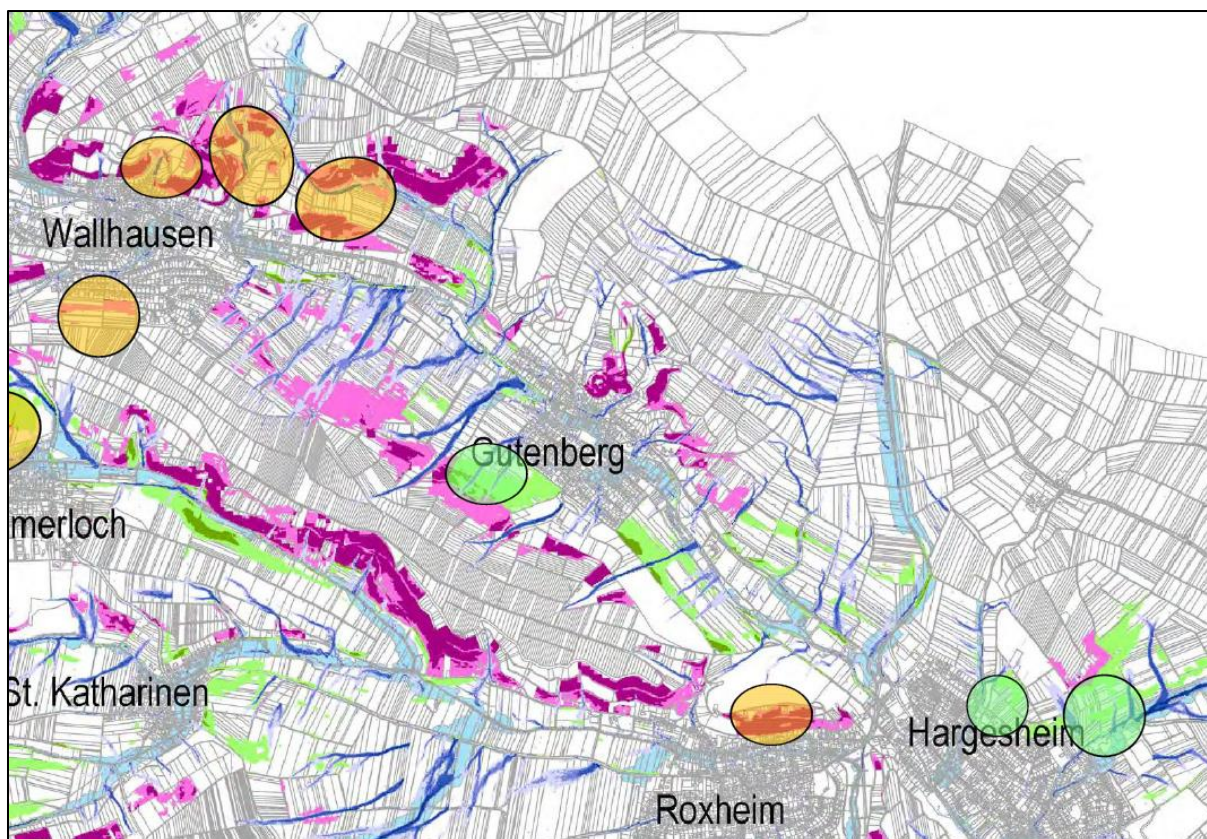 Wallhausen
Gutenberg
merloch
St. Katharinen
Hargesheim
Roxheim